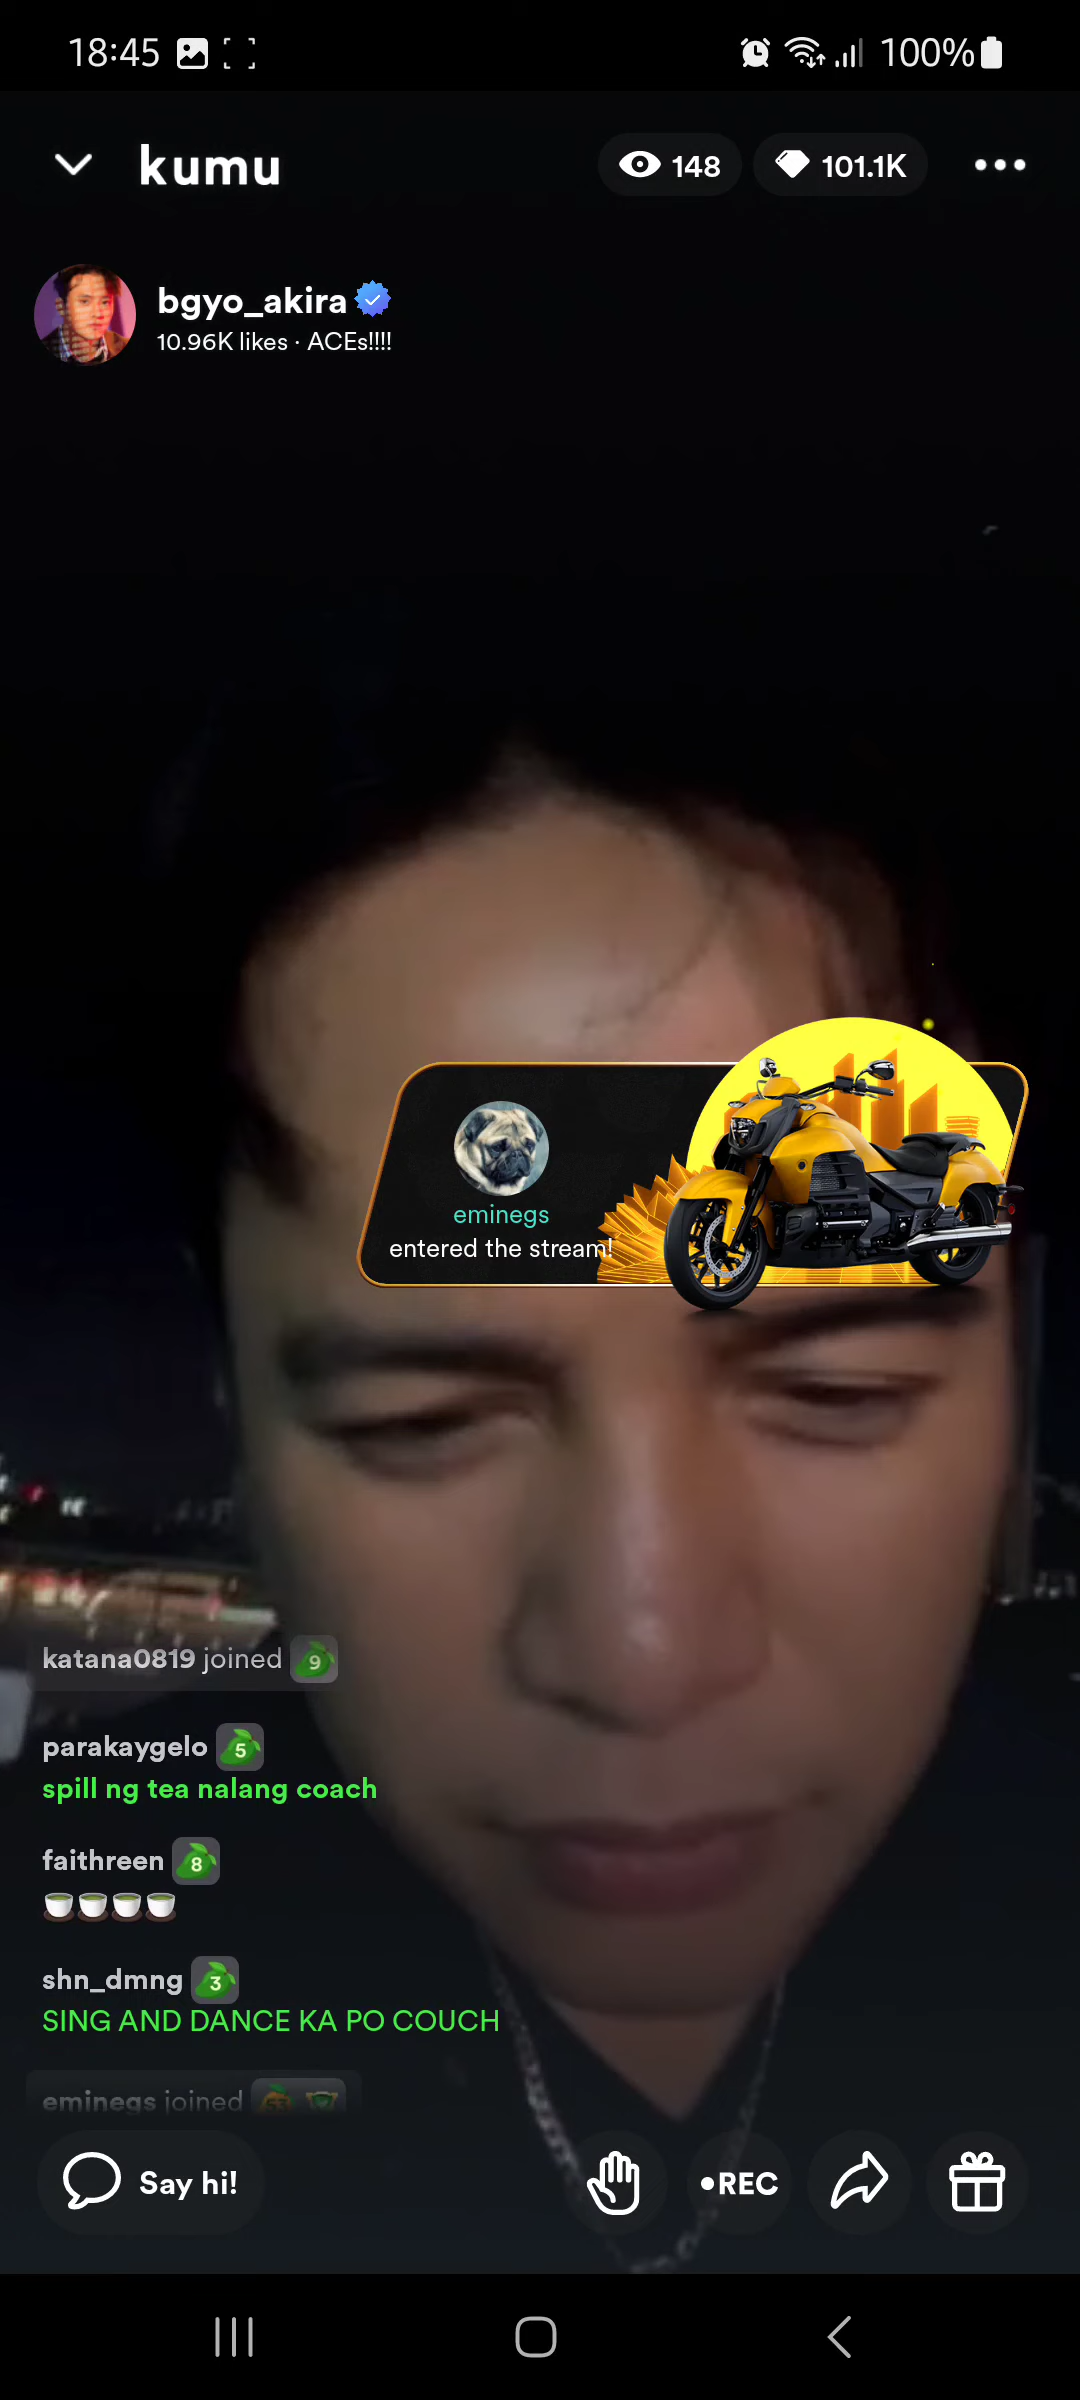 18:45
100%
kumu
148
101.1K
bgyo_akira
10.96K likes · ACEs!!!!
eminegs
entered the stream!
katana0819 joined 9
parakaygelo 5
spill ng tea nalang coach
faithreen 8
shn_dmng 3
SING AND DANCE KA PO COUCH
eminegs joined 53
Say hi!
REC